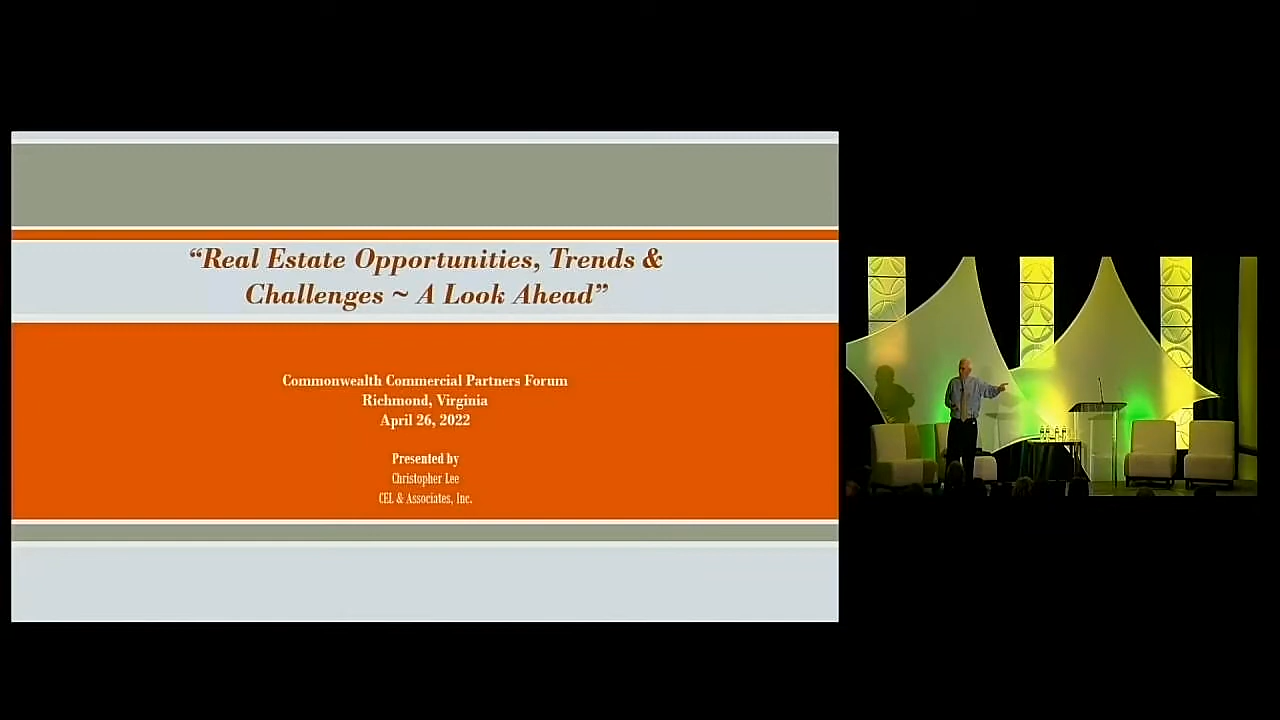 “Real Estate Opportunities, Trends &
Challenges ~ A Look Ahead”
Commonwealth Commercial Partners Forum
Richmond, Virginia
April 26, 2022
Presented by
Christopher Lee
CEL & Associates, Inc.